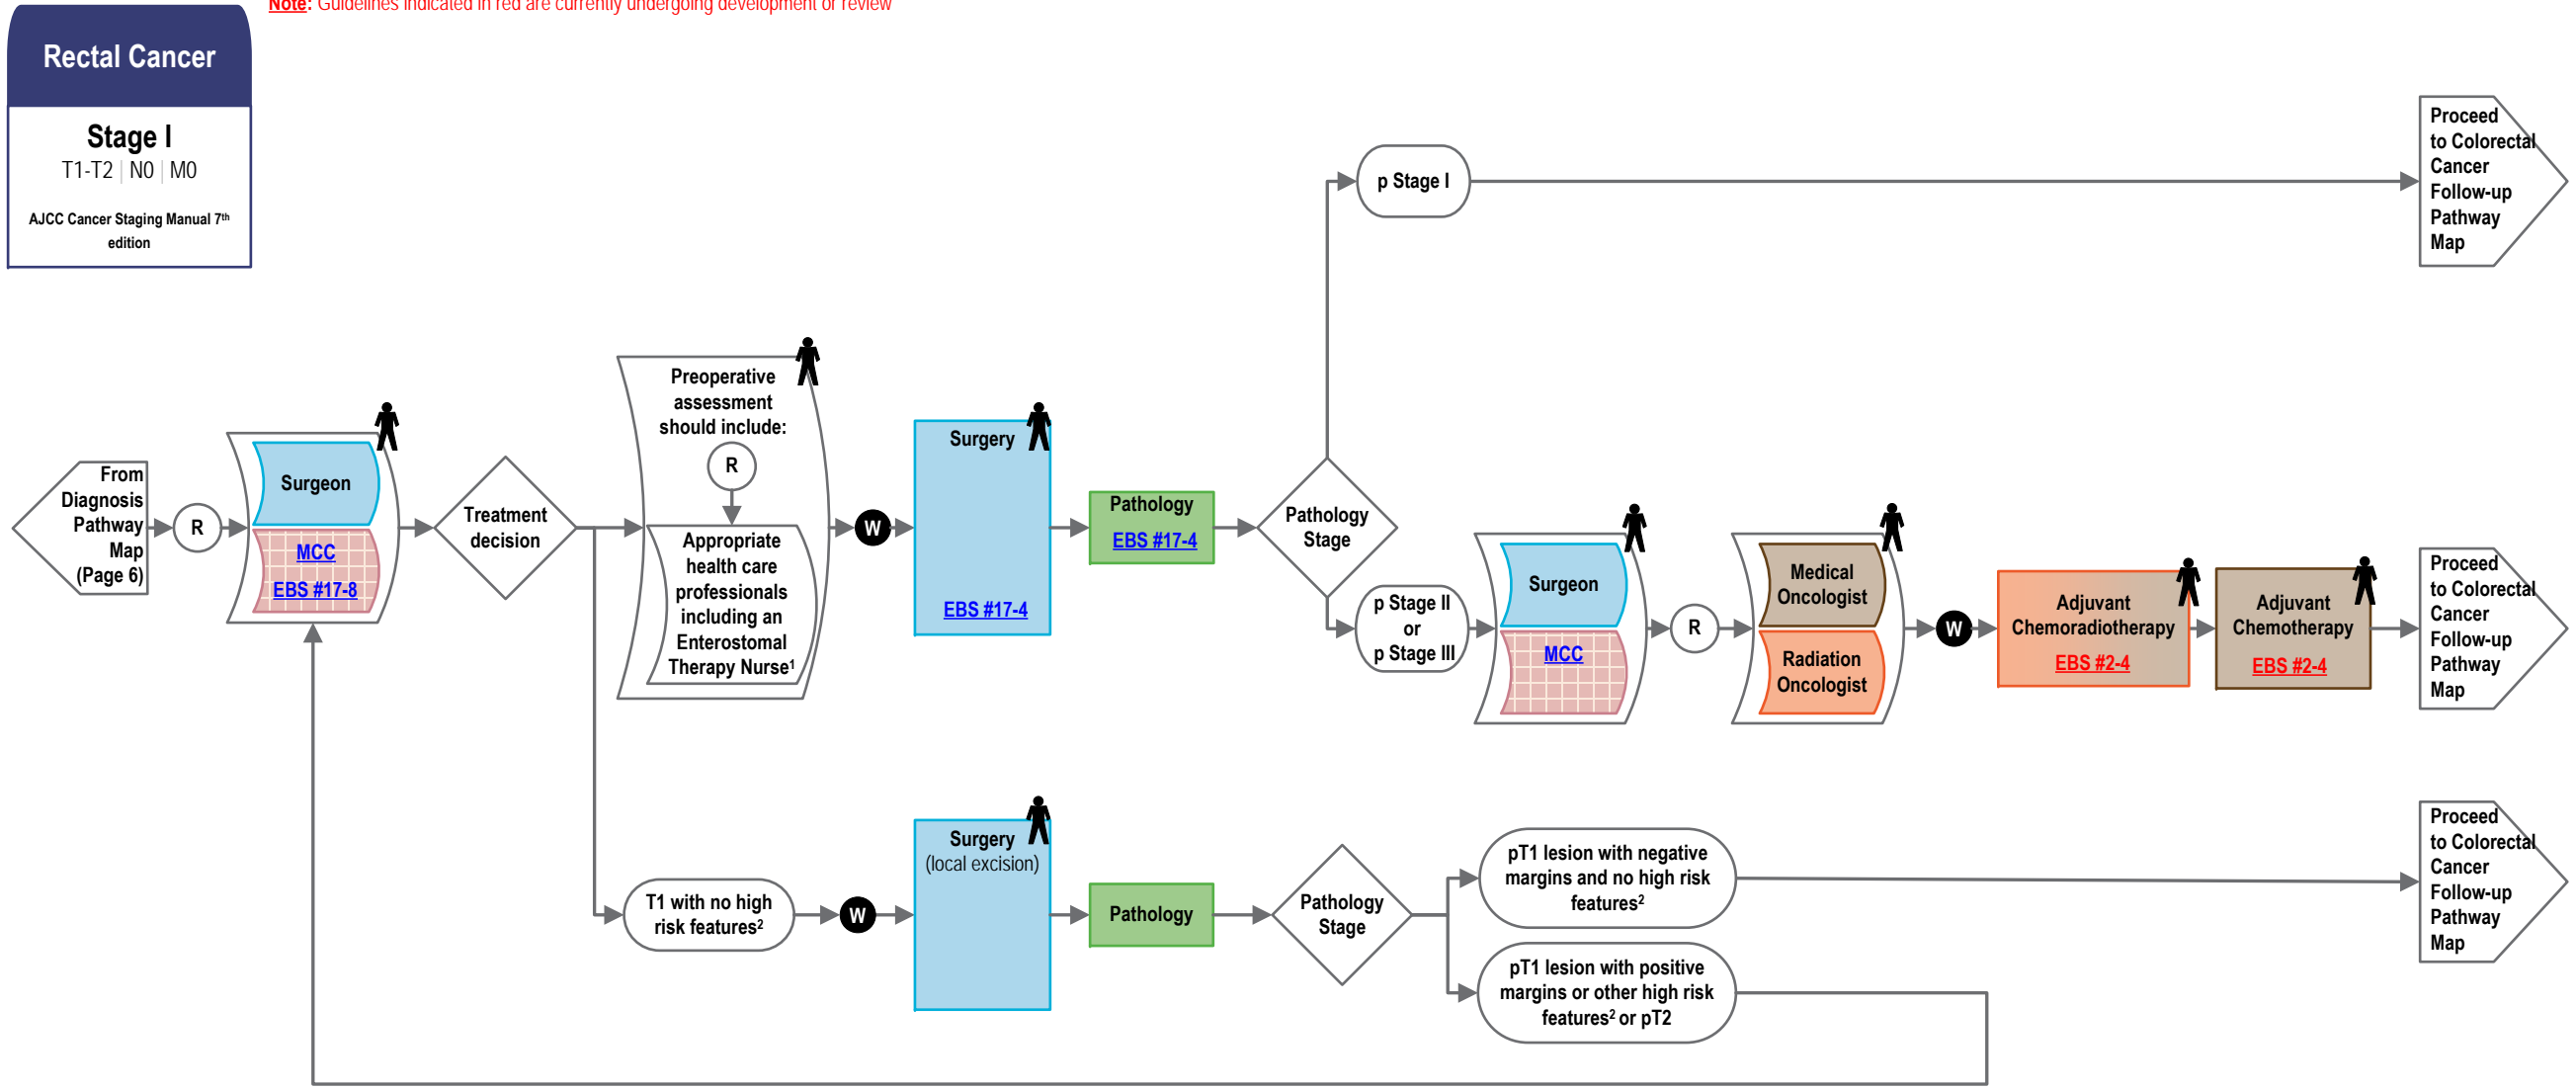 Note: Guidelines indicated in red are currently undergoing development or review
Rectal Cancer
Stage I
T1-T2 | N0 | M0
AJCC Cancer Staging Manual 7th
edition
From
Diagnosis
Pathway
Map
(Page 6)
R
Surgeon
MCC
EBS #17-8
Treatment
decision
Preoperative
assessment
should include:
R
Appropriate
health care
professionals
including an
Enterostomal
Therapy Nurse1
W
Surgery
EBS #17-4
Pathology
EBS #17-4
Pathology
Stage
p Stage I
Proceed
to Colorectal
Cancer
Follow-up
Pathway
Map
p Stage II
or
p Stage III
Surgeon
MCC
R
Medical
Oncologist
Radiation
Oncologist
W
Adjuvant
Chemoradiotherapy
EBS #2-4
Adjuvant
Chemotherapy
EBS #2-4
Proceed
to Colorectal
Cancer
Follow-up
Pathway
Map
T1 with no high
risk features2
W
Surgery
(local excision)
Pathology
Pathology
Stage
pT1 lesion with negative
margins and no high risk
features2
Proceed
to Colorectal
Cancer
Follow-up
Pathway
Map
pT1 lesion with positive
margins or other high risk
features2 or pT2